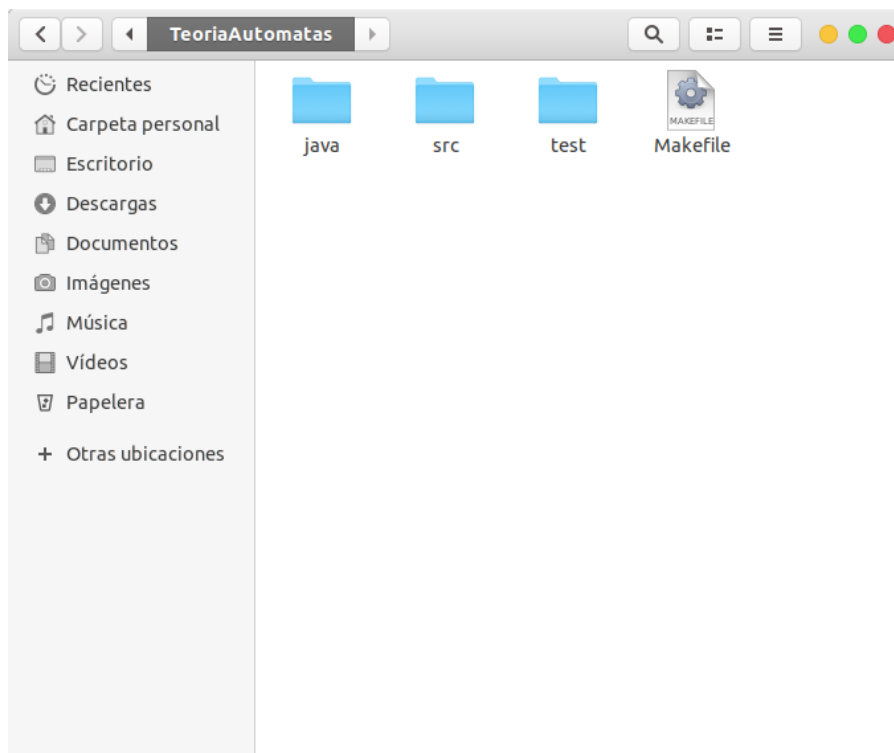 TeoriaAutomatas
Recientes
Carpeta personal
Escritorio
Descargas
Documentos
Imágenes
Música
Vídeos
Papelera
Otras ubicaciones
java
src
test
MAKEFILE
Makefile